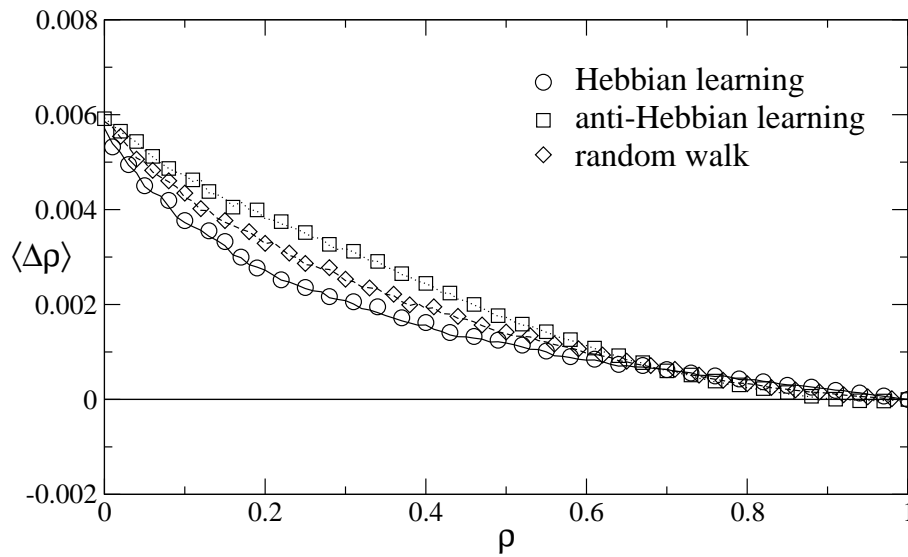 0.008
0.006
0.004
0.002
0
-0.002
⟨Δρ⟩
Hebbian learning
anti-Hebbian learning
random walk
0 0.2 0.4 0.6 0.8 1
ρ